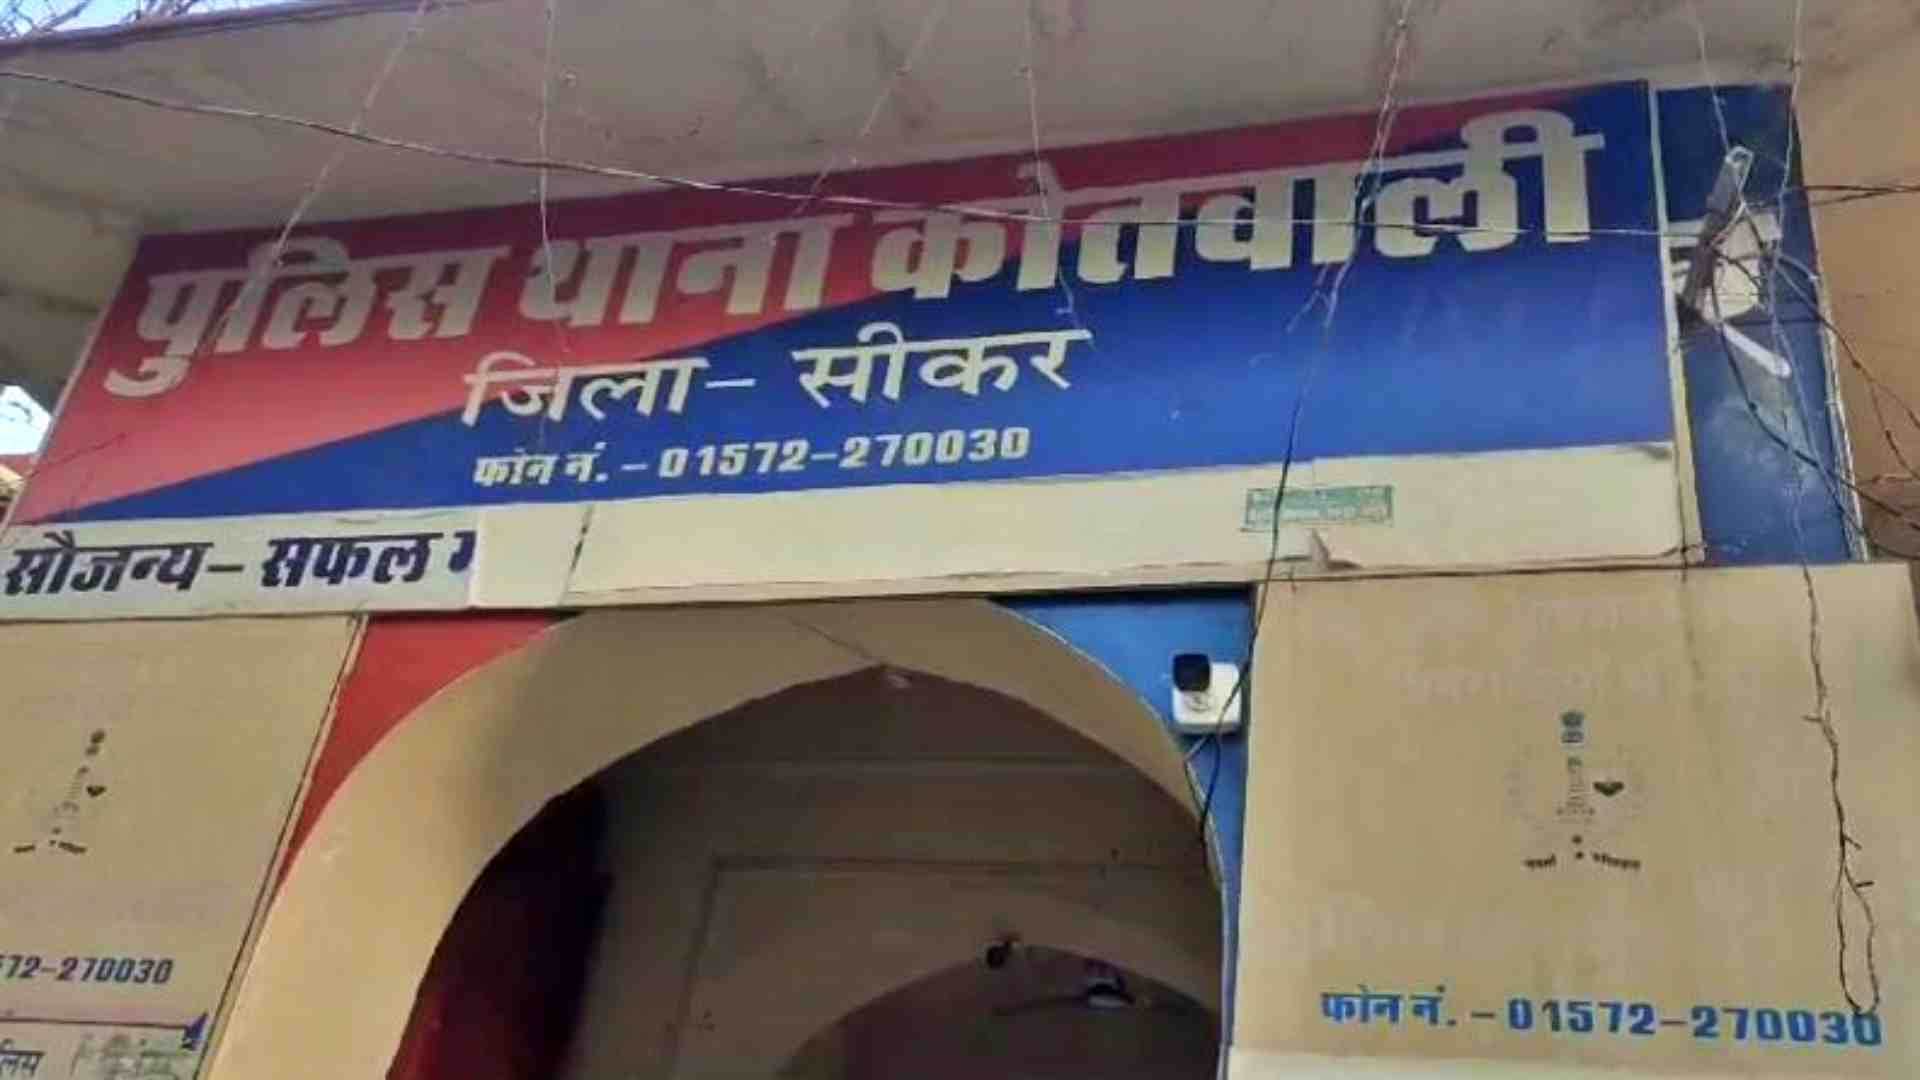 पुलिस थाना कोतवाली
जिला- सीकर
फोन नं. - 01572-270030
सौजन्य- सफल
72-270030
फोन नं. - 01572-270030